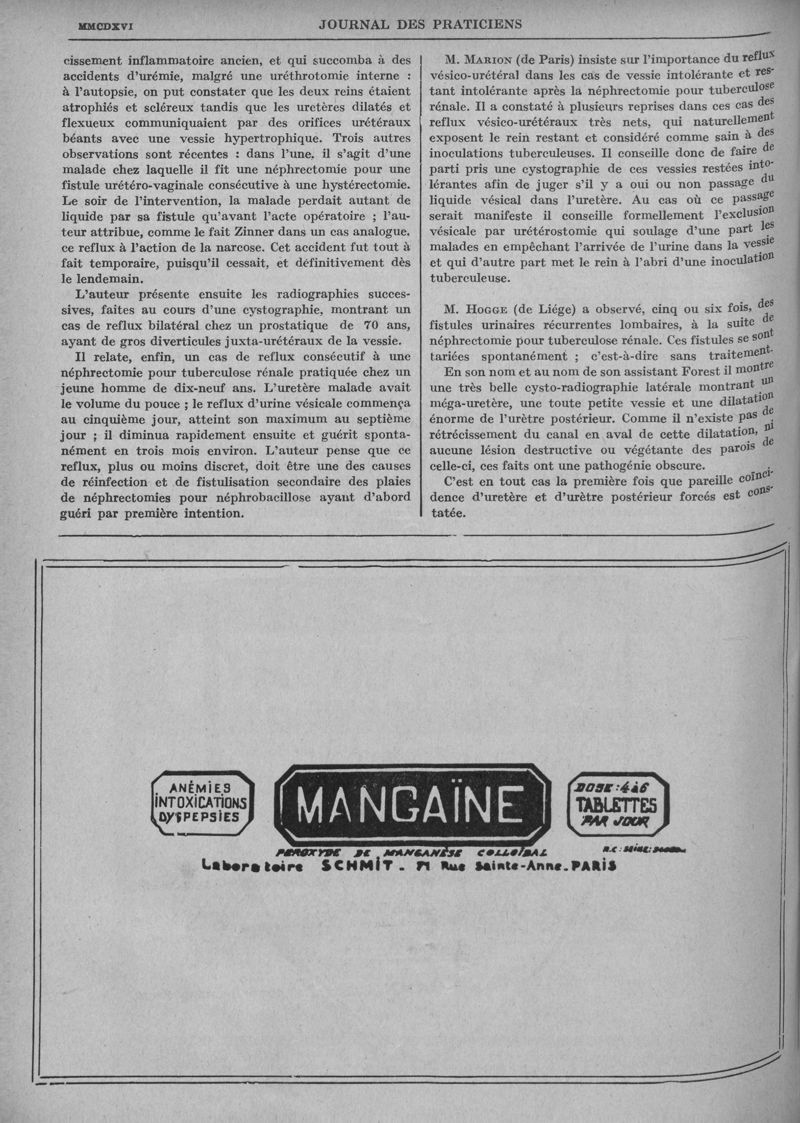 MMCDXVI
JOURNAL DES PRATICIENS
cissement inflammatoire ancien, et qui succomba à des
accidents d'urémie, malgré une uréthrotomie interne :
à l'autopsie, on put constater que les deux reins étaient
atrophiés et scléreux tandis que les uretères dilatés et
flexueux communiquaient par des orifices urétéraux
béants avec une vessie hypertrophique. Trois autres
observations sont récentes : dans l'une, il s'agit d'une
malade chez laquelle il fit une néphrectomie pour une
fistule urétéro-vaginale consécutive à une hystérectomie.
Le soir de l'intervention, la malade perdait autant de
liquide par sa fistule qu'avant l'acte opératoire ; l'au-
teur attribue, comme le fait Zinner dans un cas analogue,
ce reflux à l'action de la narcose. Cet accident fut tout à
fait temporaire, puisqu'il cessait, et définitivement dès
le lendemain.
L'auteur présente ensuite les radiographies succes-
sives, faites au cours d'une cystographie, montrant un
cas de reflux bilatéral chez un prostatique de 70 ans,
ayant de gros diverticules juxta-urétéraux de la vessie.
Il relate, enfin, un cas de reflux consécutif à une
néphrectomie pour tuberculose rénale pratiquée chez un
jeune homme de dix-neuf ans. L'uretère malade avait
le volume du pouce ; le reflux d'urine vésicale commença
au cinquième jour, atteint son maximum au septième
jour ; il diminua rapidement ensuite et guérit sponta-
nément en trois mois environ. L'auteur pense que ce
reflux, plus ou moins discret, doit être une des causes
de réinfection et de fistulisation secondaire des plaies
de néphrectomies pour néphrobacillose ayant d'abord
guéri par première intention.
M. MARION (de Paris) insiste sur l'importance du reflux
vésico-urétéral dans les cas de vessie intolérante et res-
tant intolérante après la néphrectomie pour tuberculose
rénale. Il a constaté à plusieurs reprises dans ces cas des
reflux vésico-urétéraux très nets, qui naturellement
exposent le rein restant et considéré comme sain à des
inoculations tuberculeuses. Il conseille donc de faire de
parti pris une cystographie de ces vessies restées into-
lérantes afin de juger s'il y a oui ou non passage du
liquide vésical dans l'uretère. Au cas où ce passage
serait manifeste il conseille formellement l'exclusion
vésicale par urétérostomie qui soulage d'une part les
malades en empêchant l'arrivée de l'urine dans la vessie
et qui d'autre part met le rein à l'abri d'une inoculation
tuberculeuse.
M. HOGGE (de Liége) a observé, cinq ou six fois, des
fistules urinaires récurrentes lombaires, à la suite de
néphrectomie pour tuberculose rénale. Ces fistules se sont
tariées spontanément ; c'est-à-dire sans traitement.
En son nom et au nom de son assistant Forest il montre
une très belle cysto-radiographie latérale montrant un
méga-uretère, une toute petite vessie et une dilatation
énorme de l'urètre postérieur. Comme il n'existe pas de
rétrécissement du canal en aval de cette dilatation, ni
aucune lésion destructive ou végétante des parois de
celle-ci, ces faits ont une pathogénie obscure.
C'est en tout cas la première fois que pareille coïnci-
dence d'uretère et d'urètre postérieur forcés est cons-
tatée.
ANÉMIES
INTOXICATIONS
DYSPEPSIES
MANGAÏNE
DOSE : 4 à 6
TABLETTES
PAR JOUR
PEROXYDE DE MANGANÈSE COLLOÏDAL
R.C : SEINE :
Laboratoire SCHMIT - 71 Rue Sainte-Anne - PARIS